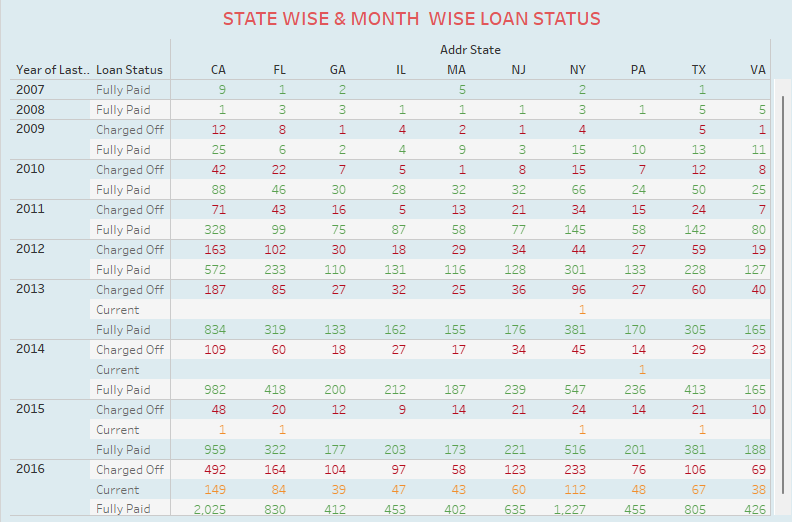 STATE WISE & MONTH  WISE LOAN STATUS
Addr State
Year of Last.. Loan Status CA FL GA IL MA NJ NY PA TX VA
2007 Fully Paid 9 1 2 5 2 1
2008 Fully Paid 1 3 3 1 1 1 3 1 5 5
2009 Charged Off 12 8 1 4 2 1 4 5 1
Fully Paid 25 6 2 4 9 3 15 10 13 11
2010 Charged Off 42 22 7 5 1 8 15 7 12 8
Fully Paid 88 46 30 28 32 32 66 24 50 25
2011 Charged Off 71 43 16 5 13 21 34 15 24 7
Fully Paid 328 99 75 87 58 77 145 58 142 80
2012 Charged Off 163 102 30 18 29 34 44 27 59 19
Fully Paid 572 233 110 131 116 128 301 133 228 127
2013 Charged Off 187 85 27 32 25 36 96 27 60 40
Current 1
Fully Paid 834 319 133 162 155 176 381 170 305 165
2014 Charged Off 109 60 18 27 17 34 45 14 29 23
Current 1
Fully Paid 982 418 200 212 187 239 547 236 413 165
2015 Charged Off 48 20 12 9 14 21 24 14 21 10
Current 1 1 1 1
Fully Paid 959 322 177 203 173 221 516 201 381 188
2016 Charged Off 492 164 104 97 58 123 233 76 106 69
Current 149 84 39 47 43 60 112 48 67 38
Fully Paid 2,025 830 412 453 402 635 1,227 455 805 426